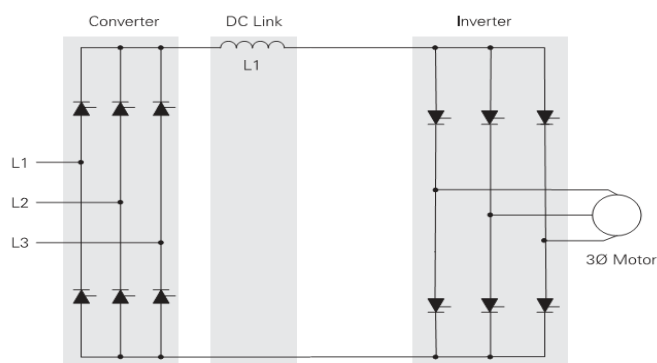 Converter
DC Link
Inverter
L1
L1
L2
L3
3Ø Motor